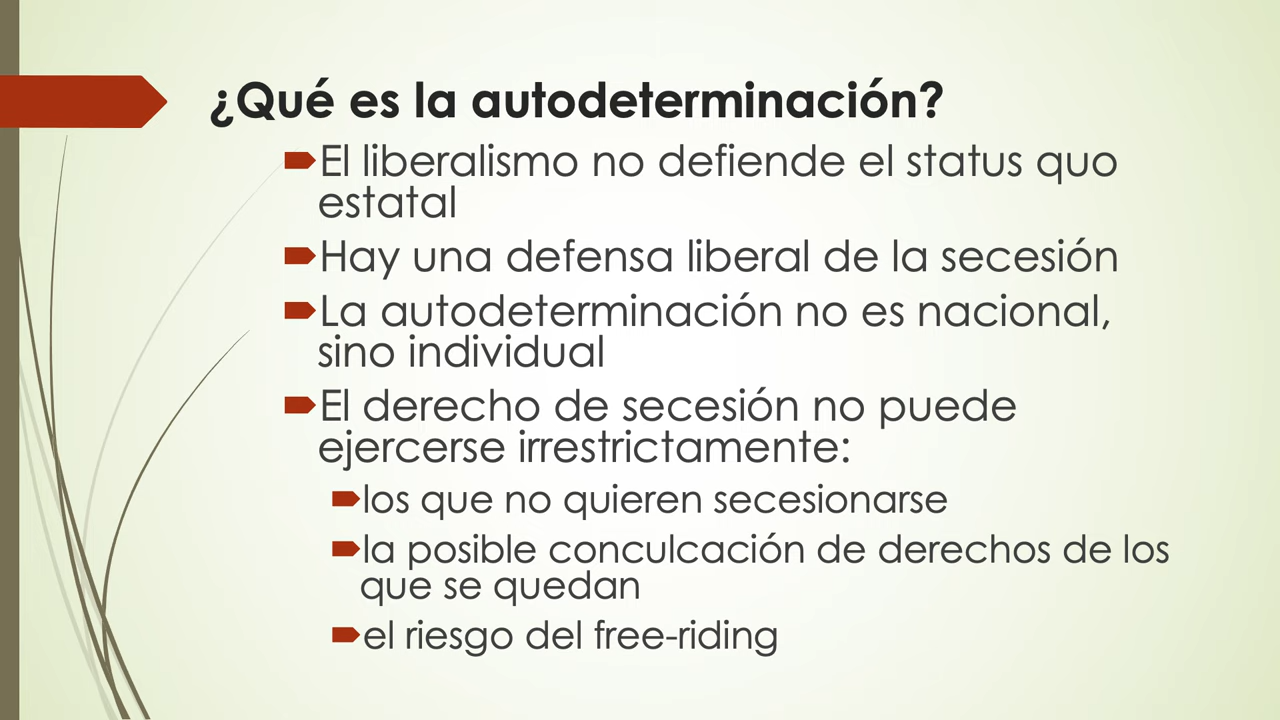 ¿Qué es la autodeterminación?
El liberalismo no defiende el status quo
estatal
Hay una defensa liberal de la secesión
La autodeterminación no es nacional,
sino individual
El derecho de secesión no puede
ejercerse irrestrictamente:
los que no quieren secesionarse
la posible conculcación de derechos de los
que se quedan
el riesgo del free-riding